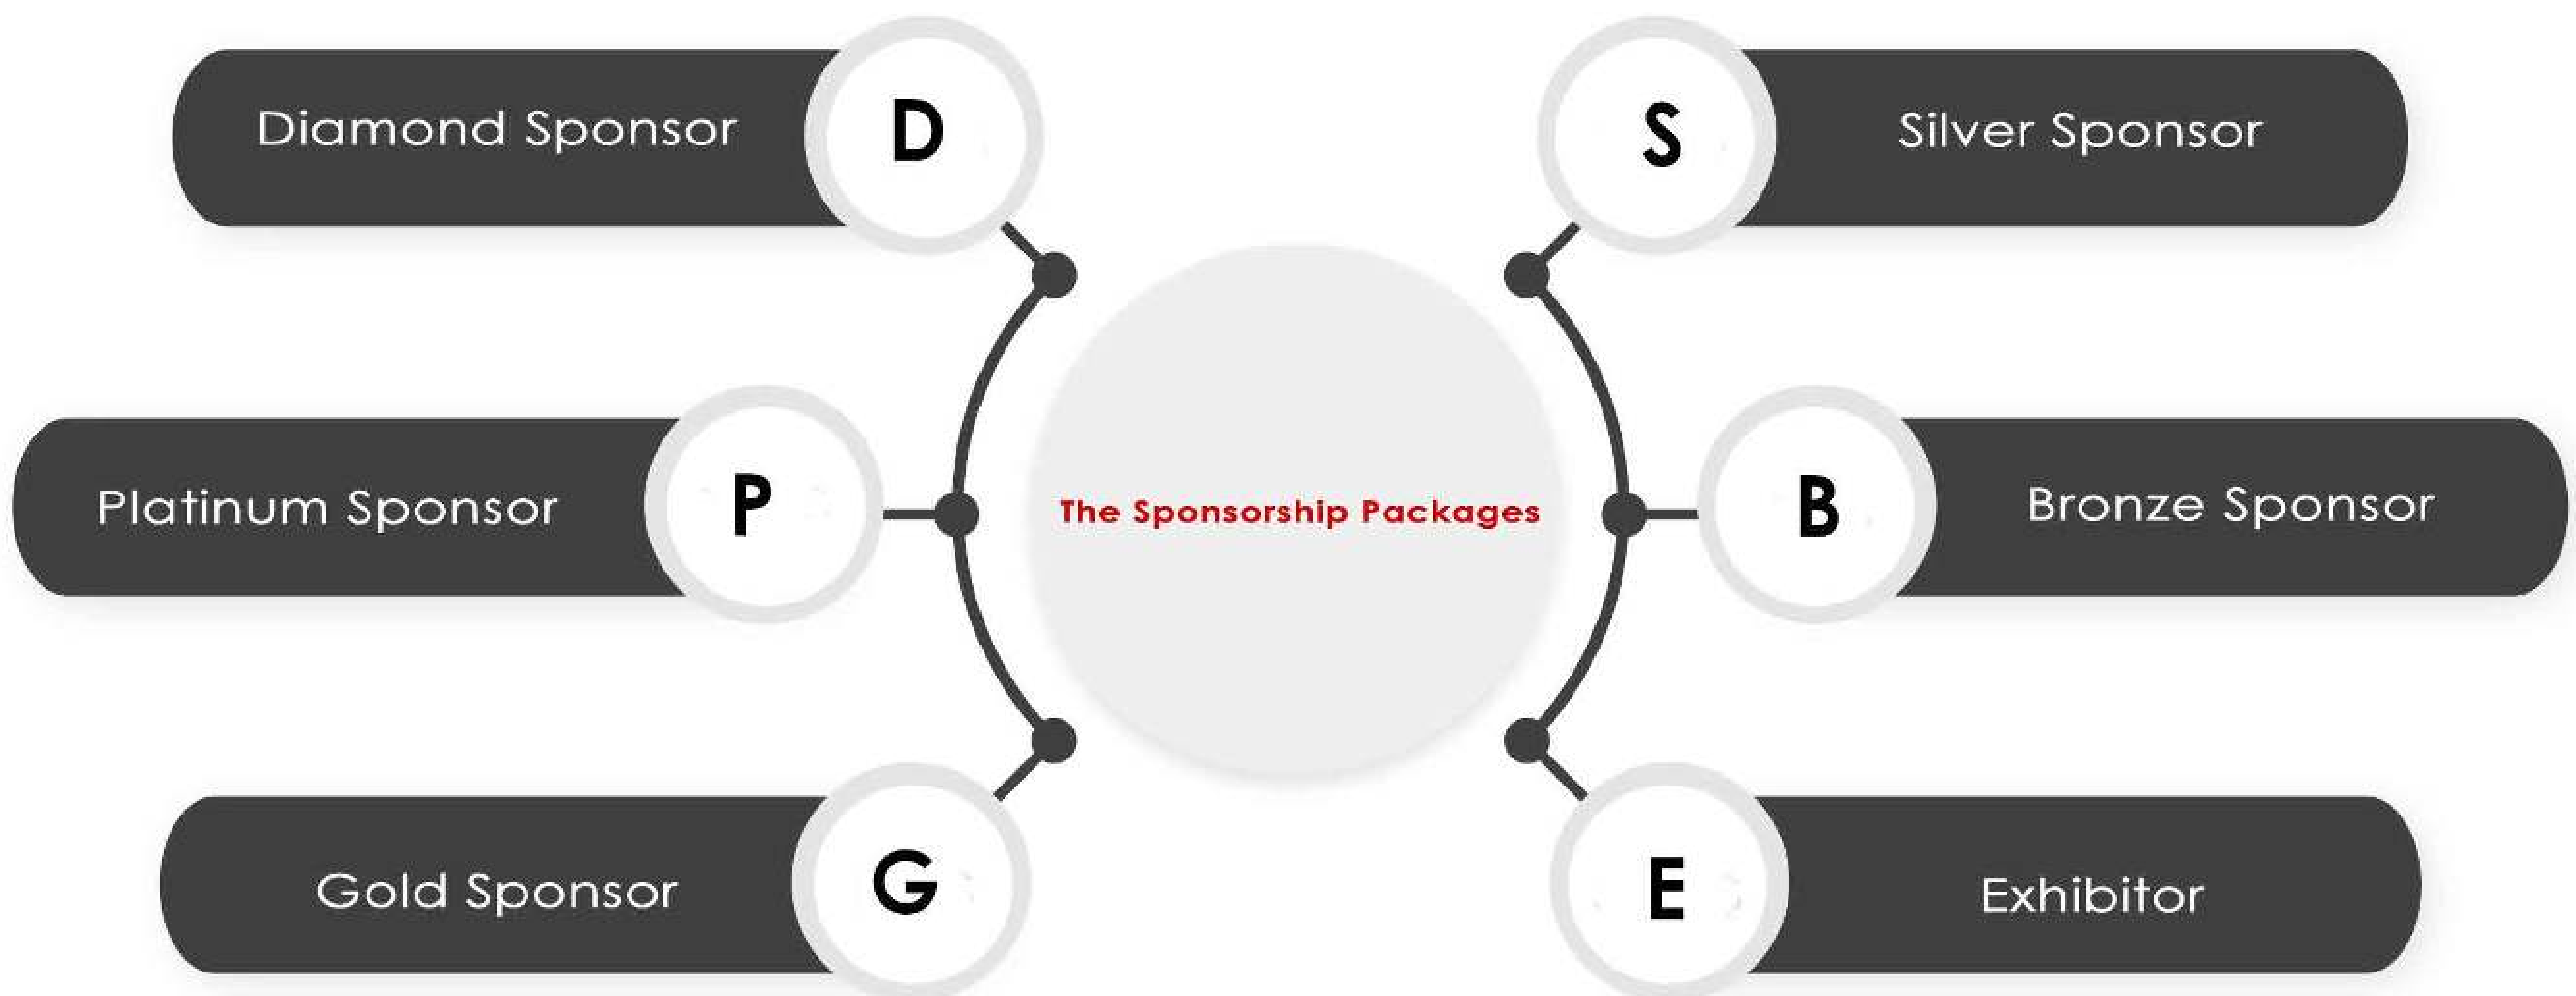 Diamond Sponsor
D
S
Silver Sponsor
Platinum Sponsor
P
The Sponsorship Packages
B
Bronze Sponsor
Gold Sponsor
G
E
Exhibitor